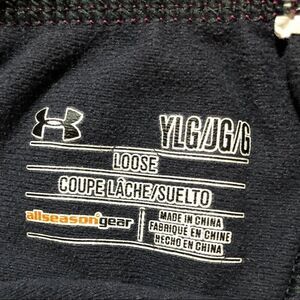 YLG/JG/G
LOOSE
COUPE LÂCHE/SUELTO
allseasongear
MADE IN CHINA
FABRIQUÉ EN CHINE
HECHO EN CHINA